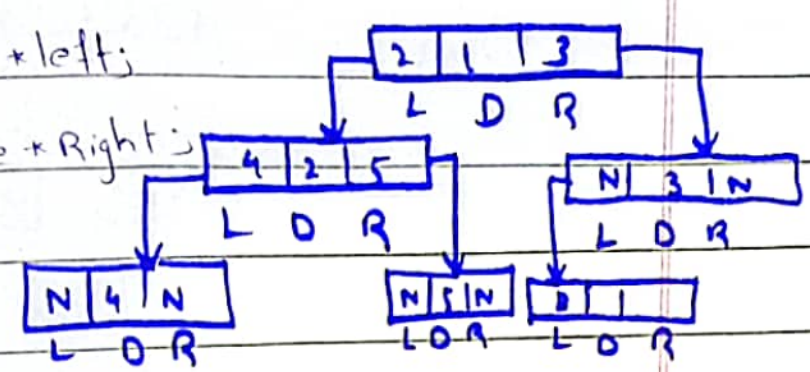 *left;
2 1 3
L D R
* Right;
4 2 5
N 3 N
L D R
L D R
N 4 N
N 5 N
L D R
L D R
L D R